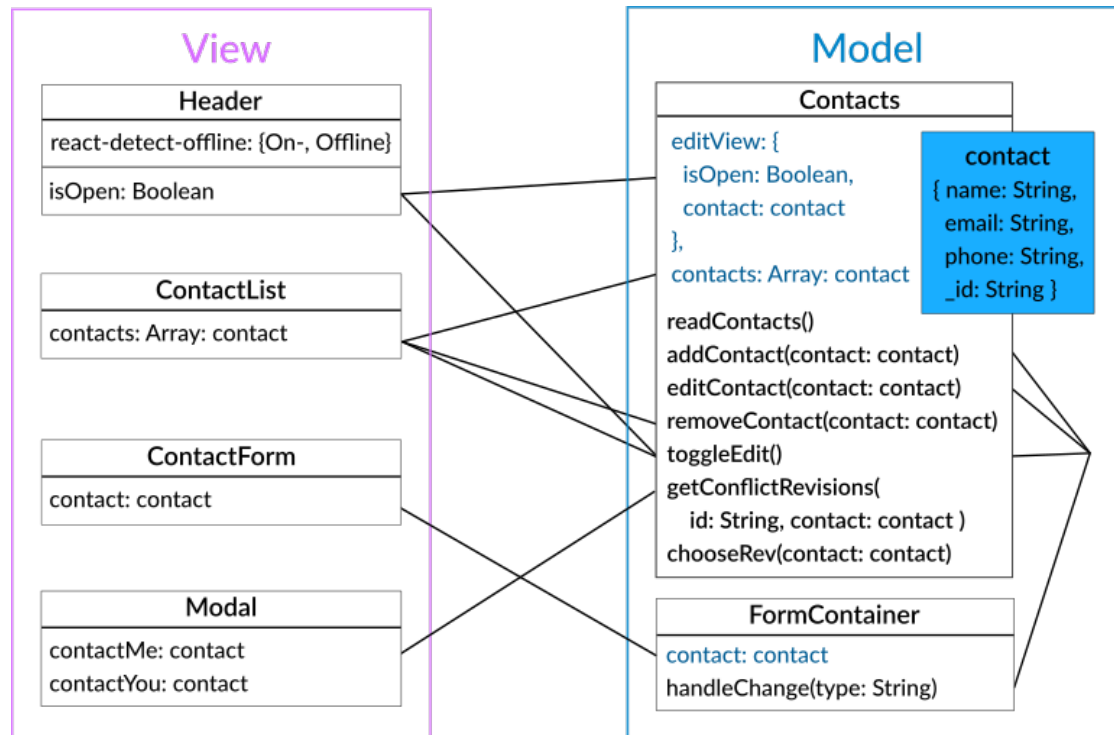 View
Header
react-detect-offline: {On-, Offline}
isOpen: Boolean
ContactList
contacts: Array: contact
ContactForm
contact: contact
Modal
contactMe: contact
contactYou: contact
Model
Contacts
editView: {
isOpen: Boolean,
contact: contact
},
contacts: Array: contact
readContacts()
addContact(contact: contact)
editContact(contact: contact)
removeContact(contact: contact)
toggleEdit()
getConflictRevisions(
id: String, contact: contact )
chooseRev(contact: contact)
contact
{ name: String,
email: String,
phone: String,
_id: String }
FormContainer
contact: contact
handleChange(type: String)